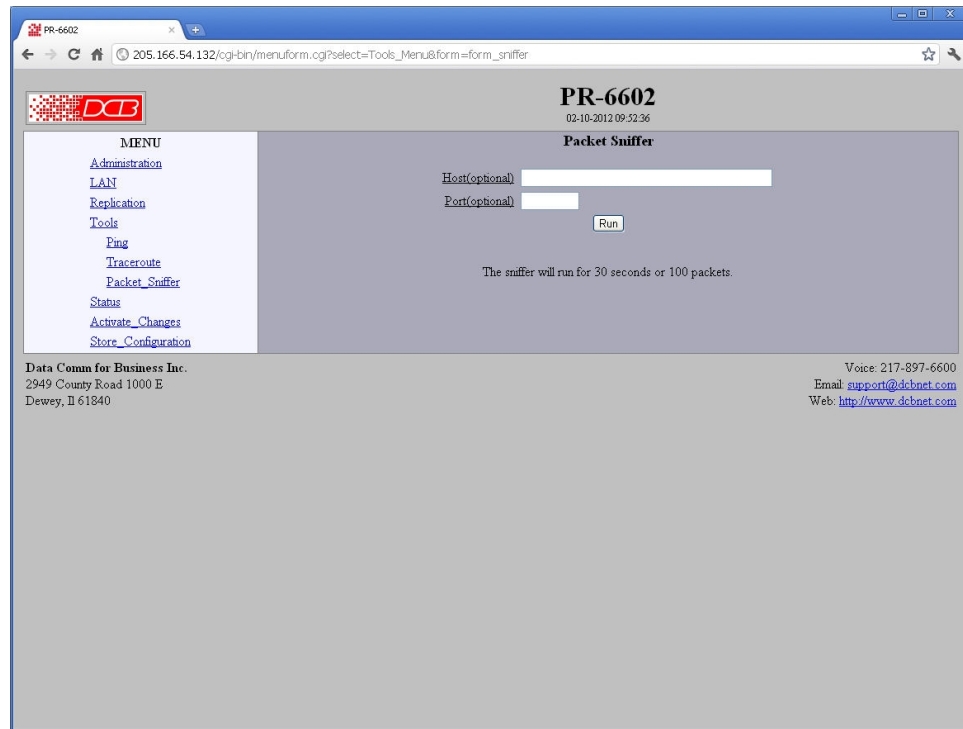 PR-6602
205.166.54.132/cgi-bin/menuform.cgi?select=Tools_Menu&form=form_sniffer
DCB
PR-6602
02-10-2012 09:52:36
MENU
Administration
LAN
Replication
Tools
Ping
Traceroute
Packet_Sniffer
Status
Activate_Changes
Store_Configuration
Packet Sniffer
Host(optional)
Port(optional)
Run
The sniffer will run for 30 seconds or 100 packets.
Data Comm for Business Inc.
2949 County Road 1000 E
Dewey, Il 61840
Voice: 217-897-6600
Email: support@dcbnet.com
Web: http://www.dcbnet.com